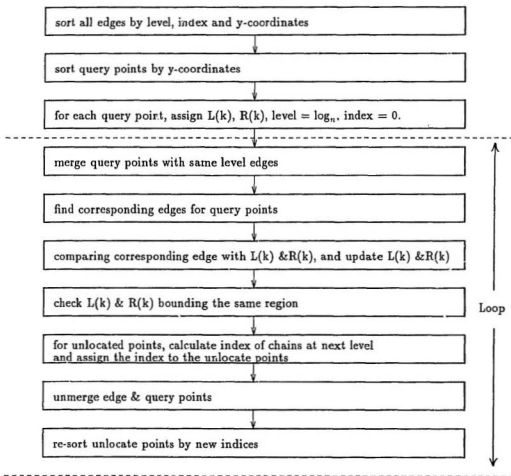 sort all edges by level, index and y-coordinates
sort query points by y-coordinates
for each query point, assign L(k), R(k), level = logₙ, index = 0.
merge query points with same level edges
find corresponding edges for query points
comparing corresponding edge with L(k) &R(k), and update L(k) &R(k)
check L(k) & R(k) bounding the same region
Loop
for unlocated points, calculate index of chains at next level
and assign the index to the unlocate points
unmerge edge & query points
re-sort unlocate points by new indices